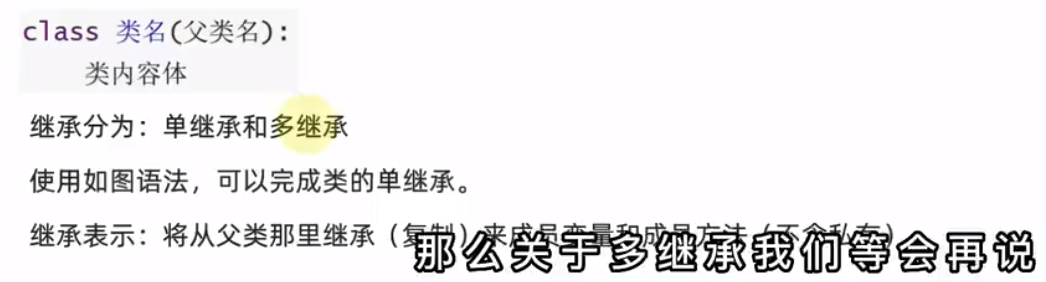 class 类名(父类名):
类内容体
继承分为：单继承和多继承
使用如图语法，可以完成类的单继承。
继承表示：将从父类那里继承（复制）来成员变量和成员方法（不含私有）
那么关于多继承我们等会再说